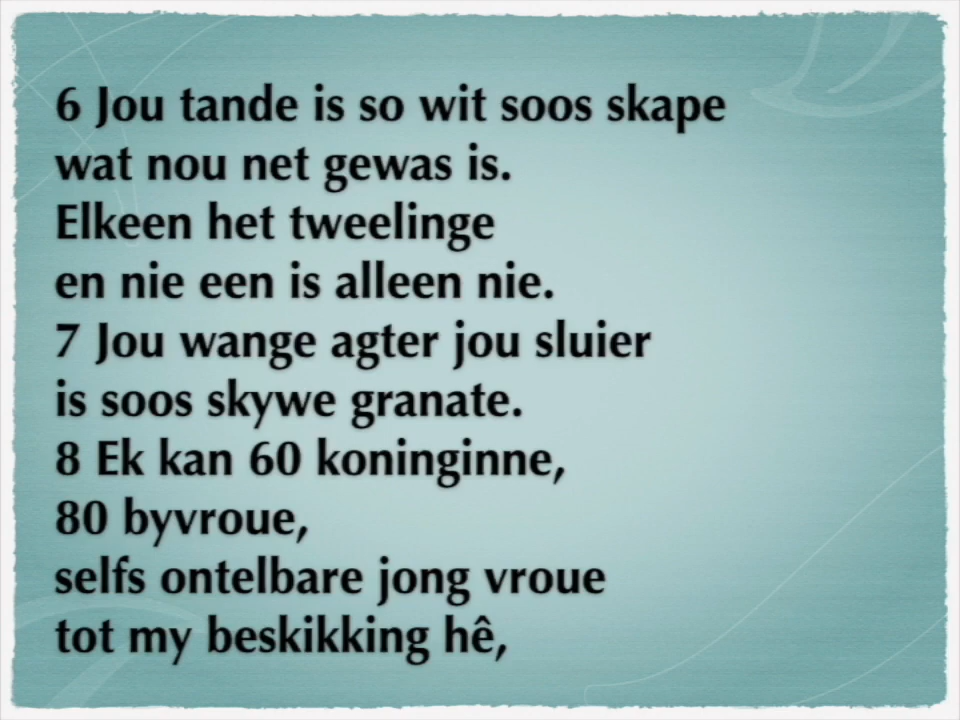 6 Jou tande is so wit soos skape
wat nou net gewas is.
Elkeen het tweelinge
en nie een is alleen nie.
7 Jou wange agter jou sluier
is soos skywe granate.
8 Ek kan 60 koninginne,
80 byvroue,
selfs ontelbare jong vroue
tot my beskikking hê,